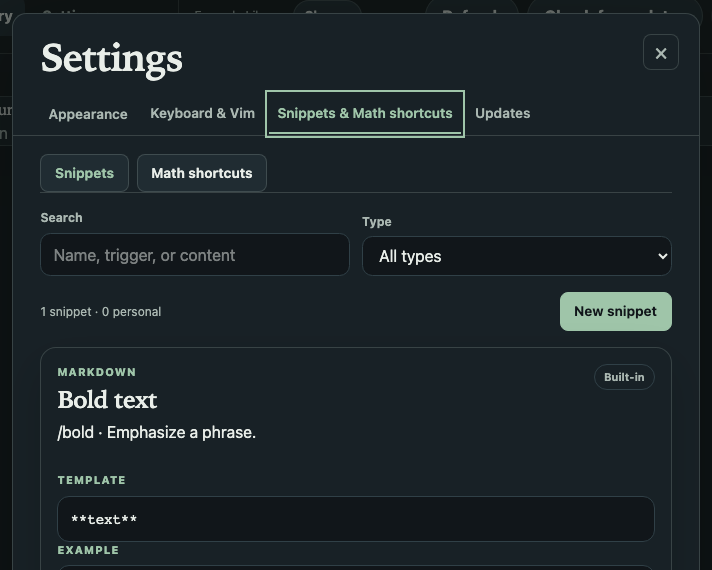 Settings
×
Appearance Keyboard & Vim Snippets & Math shortcuts Updates
Snippets Math shortcuts
Search
Type
Name, trigger, or content
All types
1 snippet · 0 personal
New snippet
MARKDOWN
Built-in
Bold text
/bold · Emphasize a phrase.
TEMPLATE
**text**
EXAMPLE